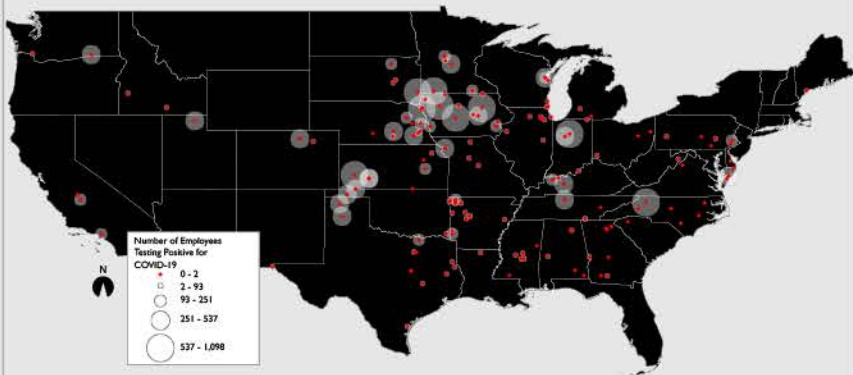 Number of Employees
Testing Positive for
COVID-19
0 - 2
2 - 93
93 - 251
251 - 537
537 - 1,098
N